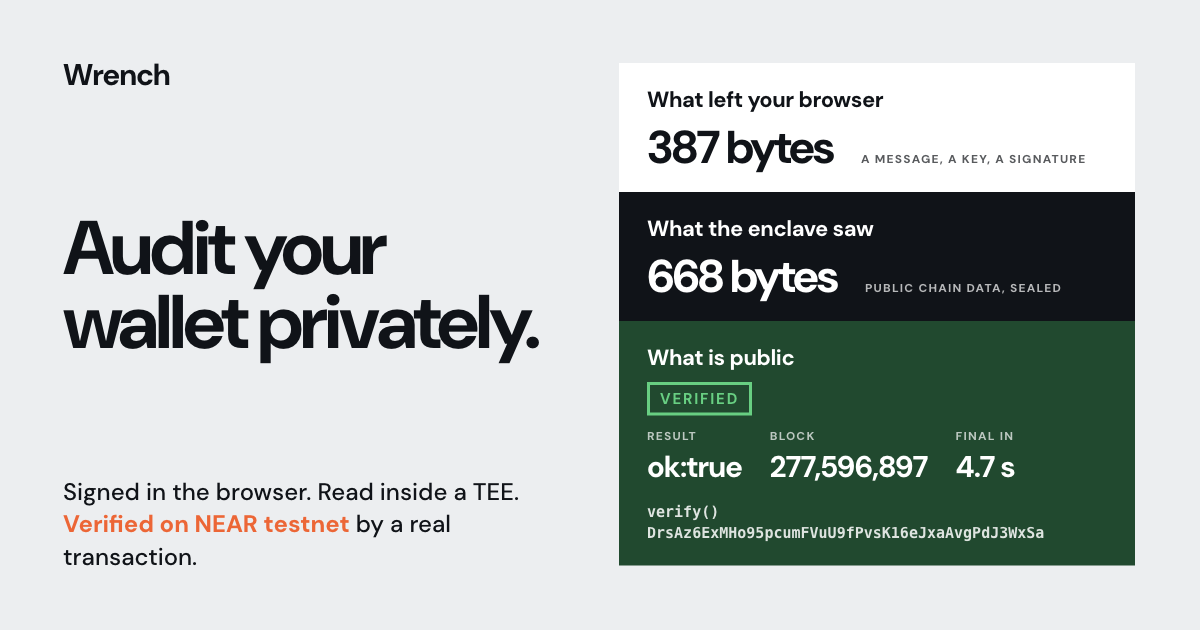 Wrench
Audit your
wallet privately.
Signed in the browser. Read inside a TEE.
Verified on NEAR testnet by a real
transaction.
What left your browser
387 bytes A MESSAGE, A KEY, A SIGNATURE
What the enclave saw
668 bytes PUBLIC CHAIN DATA, SEALED
What is public
VERIFIED
RESULT BLOCK FINAL IN
ok:true 277,596,897 4.7 s
verify()
DrsAz6ExMHo95pcumFVuU9fPvsK16eJxaAvgPdJ3WxSa